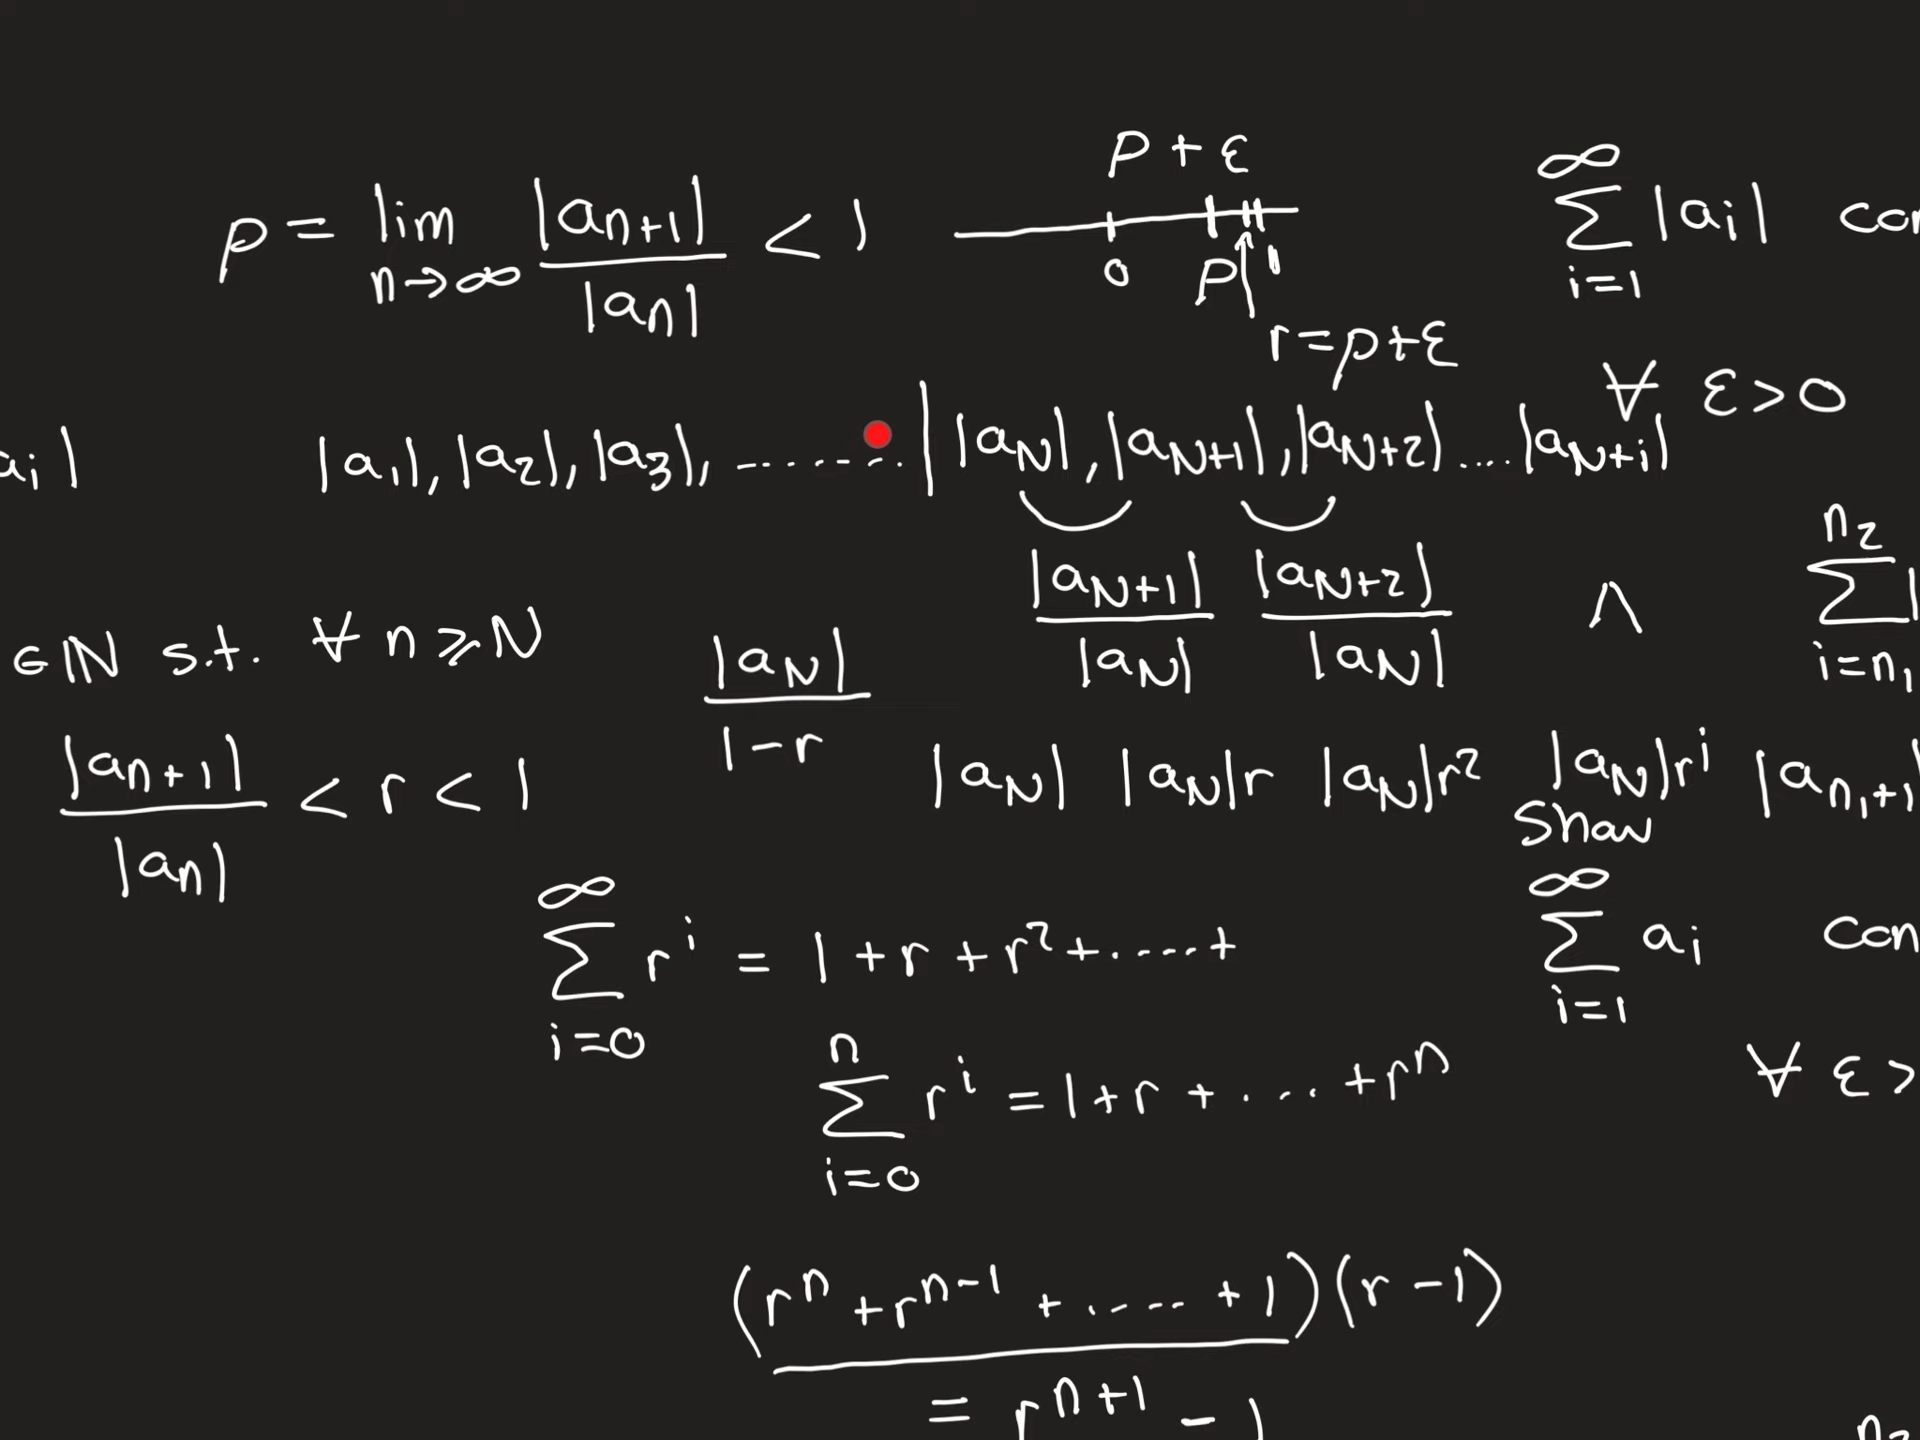 p + ε
p = lim n→∞ |an+1| / |an| < 1
0 p 1
r = p+ε
∞ Σ i=1 |ai| con
∀ ε > 0
ai| |a1|, |a2|, |a3|, ........ | |aN|, |aN+1|, |aN+2| .... |aN+i|
|aN+1| / |aN| |aN+2| / |aN| ∧ n2 Σ i=n1 |
∈ ℕ s.t. ∀ n ≥ N
|aN| / 1-r
|an+1| / |an| < r < 1
|aN| |aN|r |aN|r² |aN|rⁱ |an1+1|
Show
∞ Σ i=0 rⁱ = 1 + r + r² + ..... +
∞ Σ i=1 ai con
n Σ i=0 rⁱ = 1 + r + .... + rⁿ
∀ ε >
(rⁿ + rⁿ⁻¹ + ..... + 1)(r - 1)
= rⁿ⁺¹ - 1
n2